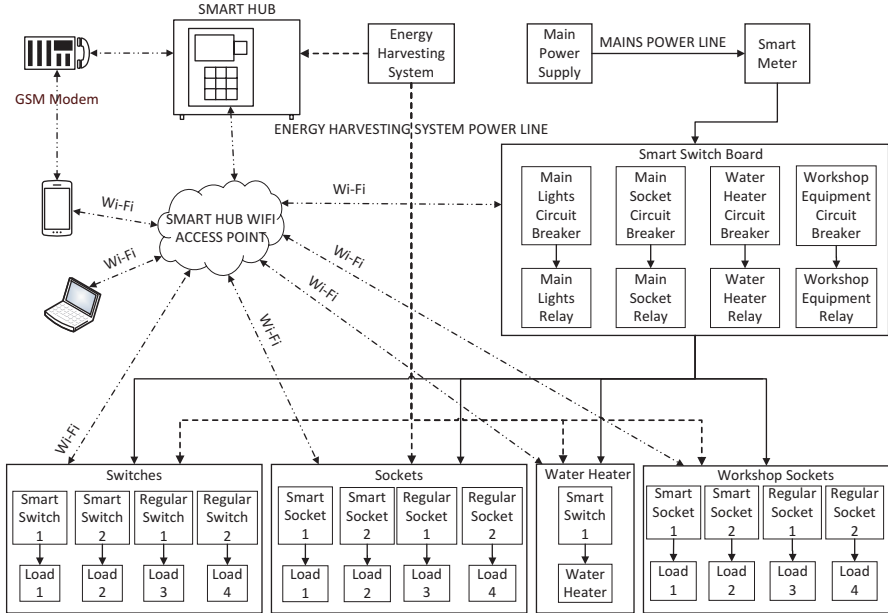 SMART HUB
GSM Modem
Energy
Harvesting
System
Main
Power
Supply
MAINS POWER LINE
Smart
Meter
ENERGY HARVESTING SYSTEM POWER LINE
Smart Switch Board
Main
Lights
Circuit
Breaker
Main
Socket
Circuit
Breaker
Water
Heater
Circuit
Breaker
Workshop
Equipment
Circuit
Breaker
Main
Lights
Relay
Main
Socket
Relay
Water
Heater
Relay
Workshop
Equipment
Relay
Wi-Fi
Wi-Fi
SMART HUB WIFI
ACCESS POINT
Wi-Fi
Wi-Fi
Wi-Fi
Wi-Fi
Wi-Fi
Switches
Smart
Switch
1
Smart
Switch
2
Regular
Switch
1
Regular
Switch
2
Load
1
Load
2
Load
3
Load
4
Sockets
Smart
Socket
1
Smart
Socket
2
Regular
Socket
1
Regular
Socket
2
Load
1
Load
2
Load
3
Load
4
Water Heater
Smart
Switch
1
Water
Heater
Workshop Sockets
Smart
Socket
1
Smart
Socket
2
Regular
Socket
1
Regular
Socket
2
Load
1
Load
2
Load
3
Load
4